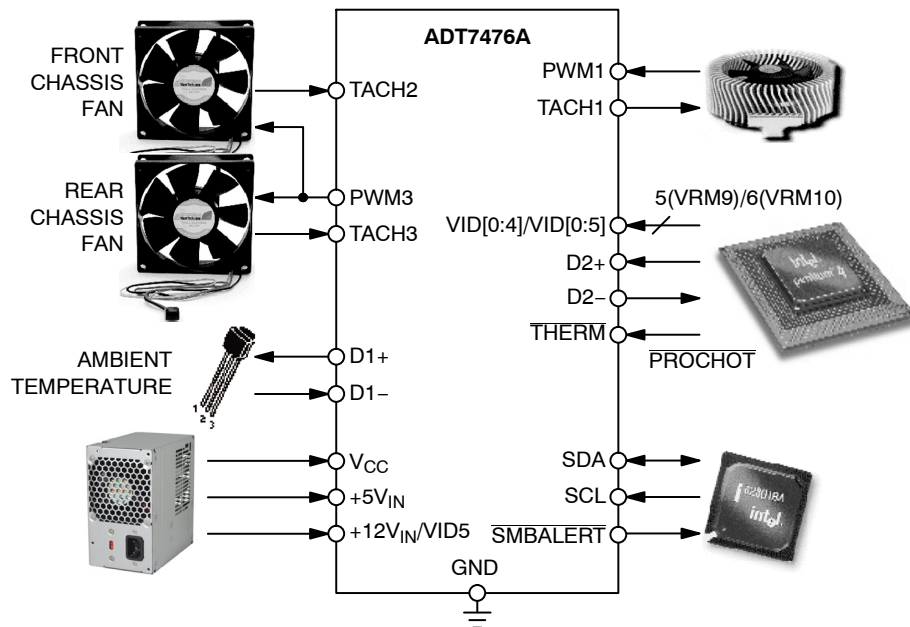 ADT7476A
FRONT
CHASSIS
FAN
TACH2
REAR
CHASSIS
FAN
PWM3
TACH3
AMBIENT
TEMPERATURE
1
2
3
D1+
D1−
VCC
+5VIN
+12VIN/VID5
PWM1
TACH1
5(VRM9)/6(VRM10)
VID[0:4]/VID[0:5]
D2+
D2−
THERM
PROCHOT
intel
pentium 4
SDA
SCL
SMBALERT
intel
GND